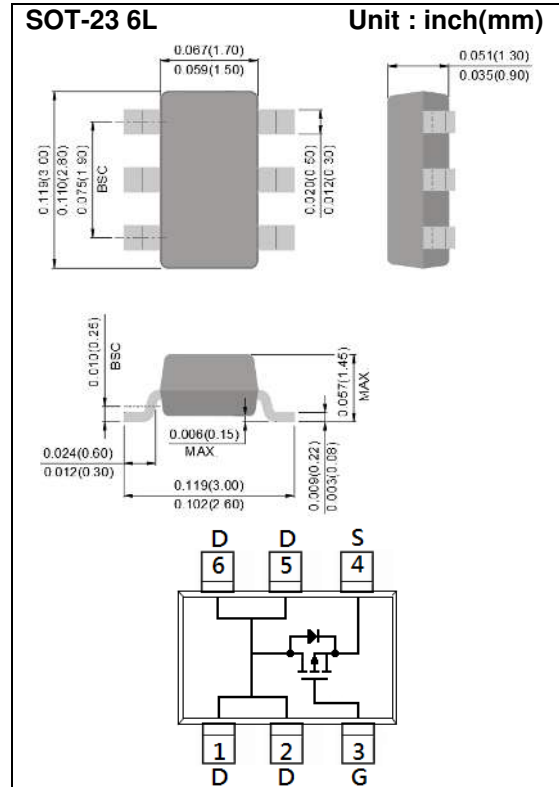 SOT-23 6L Unit : inch(mm)
0.067(1.70)
0.059(1.50)
0.051(1.30)
0.035(0.90)
0.119(3.00)
0.110(2.80)
0.075(1.90)
BSC
0.020(0.50)
0.012(0.30)
0.010(0.25)
BSC
0.057(1.45)
MAX.
0.006(0.15)
MAX.
0.024(0.60)
0.012(0.30)
0.009(0.22)
0.003(0.08)
0.119(3.00)
0.102(2.60)
D D S
6 5 4
1 2 3
D D G